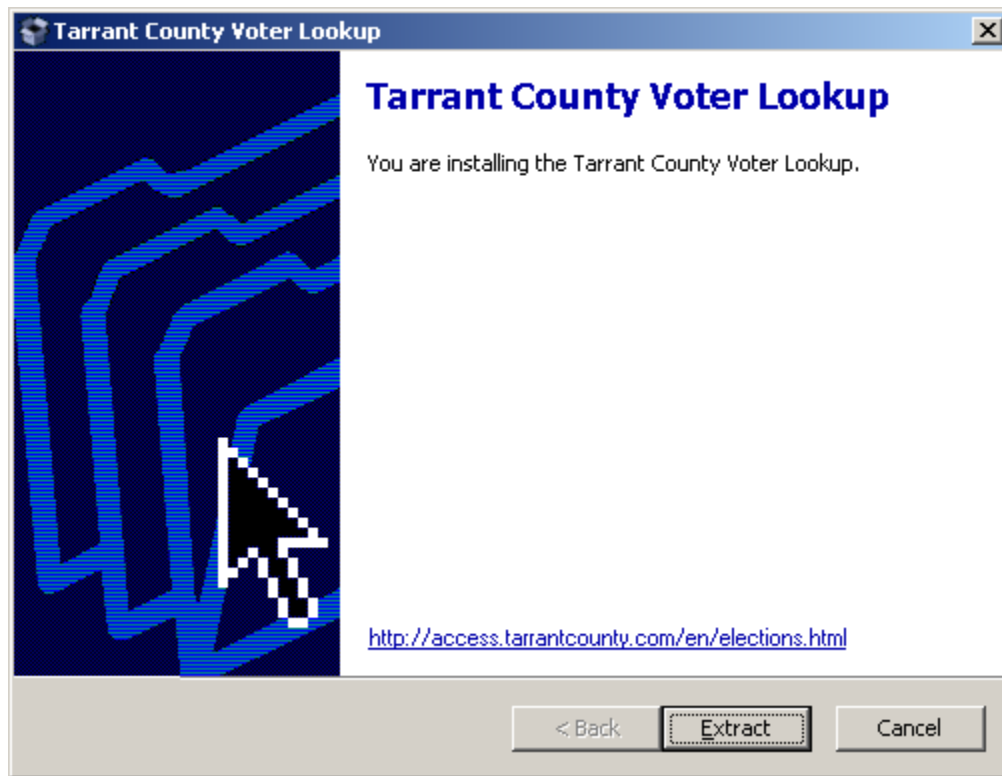 Tarrant County Voter Lookup
Tarrant County Voter Lookup
You are installing the Tarrant County Voter Lookup.
http://access.tarrantcounty.com/en/elections.html
< Back Extract Cancel